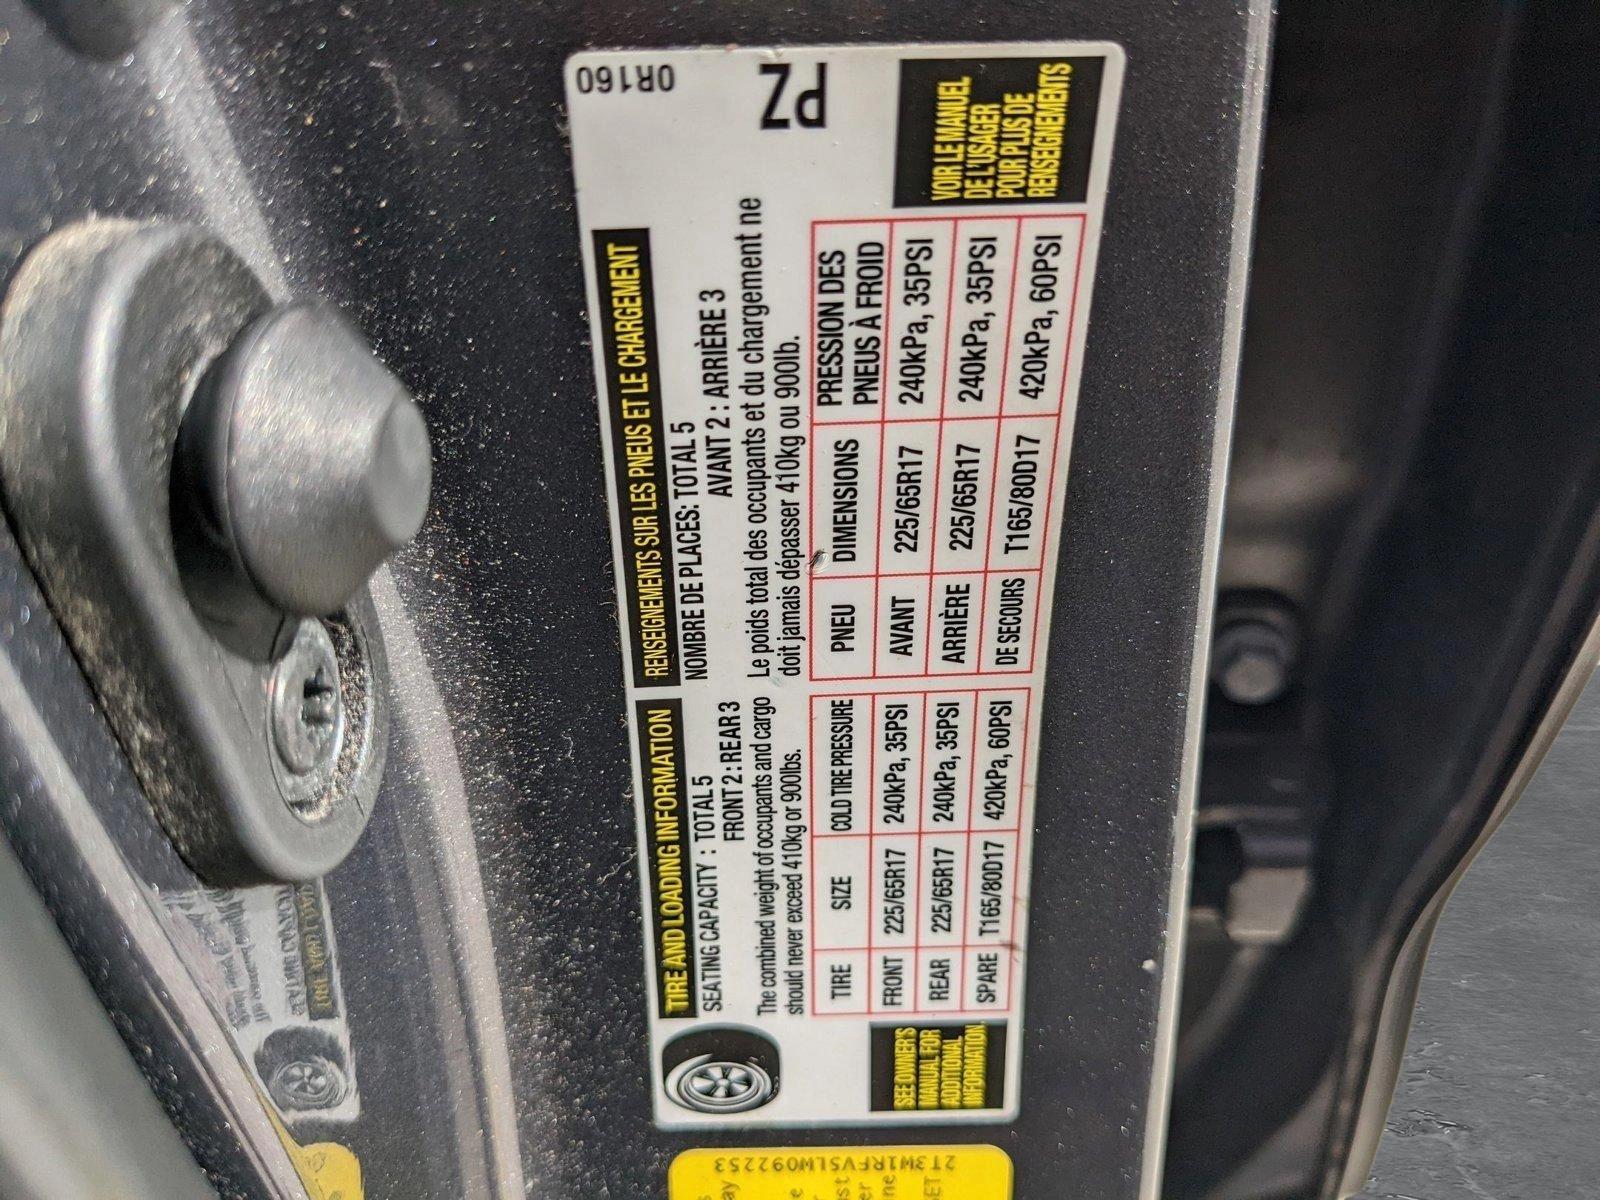 TIRE AND LOADING INFORMATION
SEATING CAPACITY : TOTAL 5
FRONT 2 : REAR 3
The combined weight of occupants and cargo
should never exceed 410kg or 900lbs.
TIRE SIZE COLD TIRE PRESSURE
FRONT 225/65R17 240kPa, 35PSI
REAR 225/65R17 240kPa, 35PSI
SPARE T165/80D17 420kPa, 60PSI
SEE OWNER'S
MANUAL FOR
ADDITIONAL
INFORMATION.
RENSEIGNEMENTS SUR LES PNEUS ET LE CHARGEMENT
NOMBRE DE PLACES: TOTAL 5
AVANT 2 : ARRIÈRE 3
Le poids total des occupants et du chargement ne
doit jamais dépasser 410kg ou 900lb.
PNEU DIMENSIONS PRESSION DES
PNEUS À FROID
AVANT 225/65R17 240kPa, 35PSI
ARRIÈRE 225/65R17 240kPa, 35PSI
DE SECOURS T165/80D17 420kPa, 60PSI
VOIR LE MANUEL
DE L'USAGER
POUR PLUS DE
RENSEIGNEMENTS
0R160
PZ
2T3W1RFV5LW092253